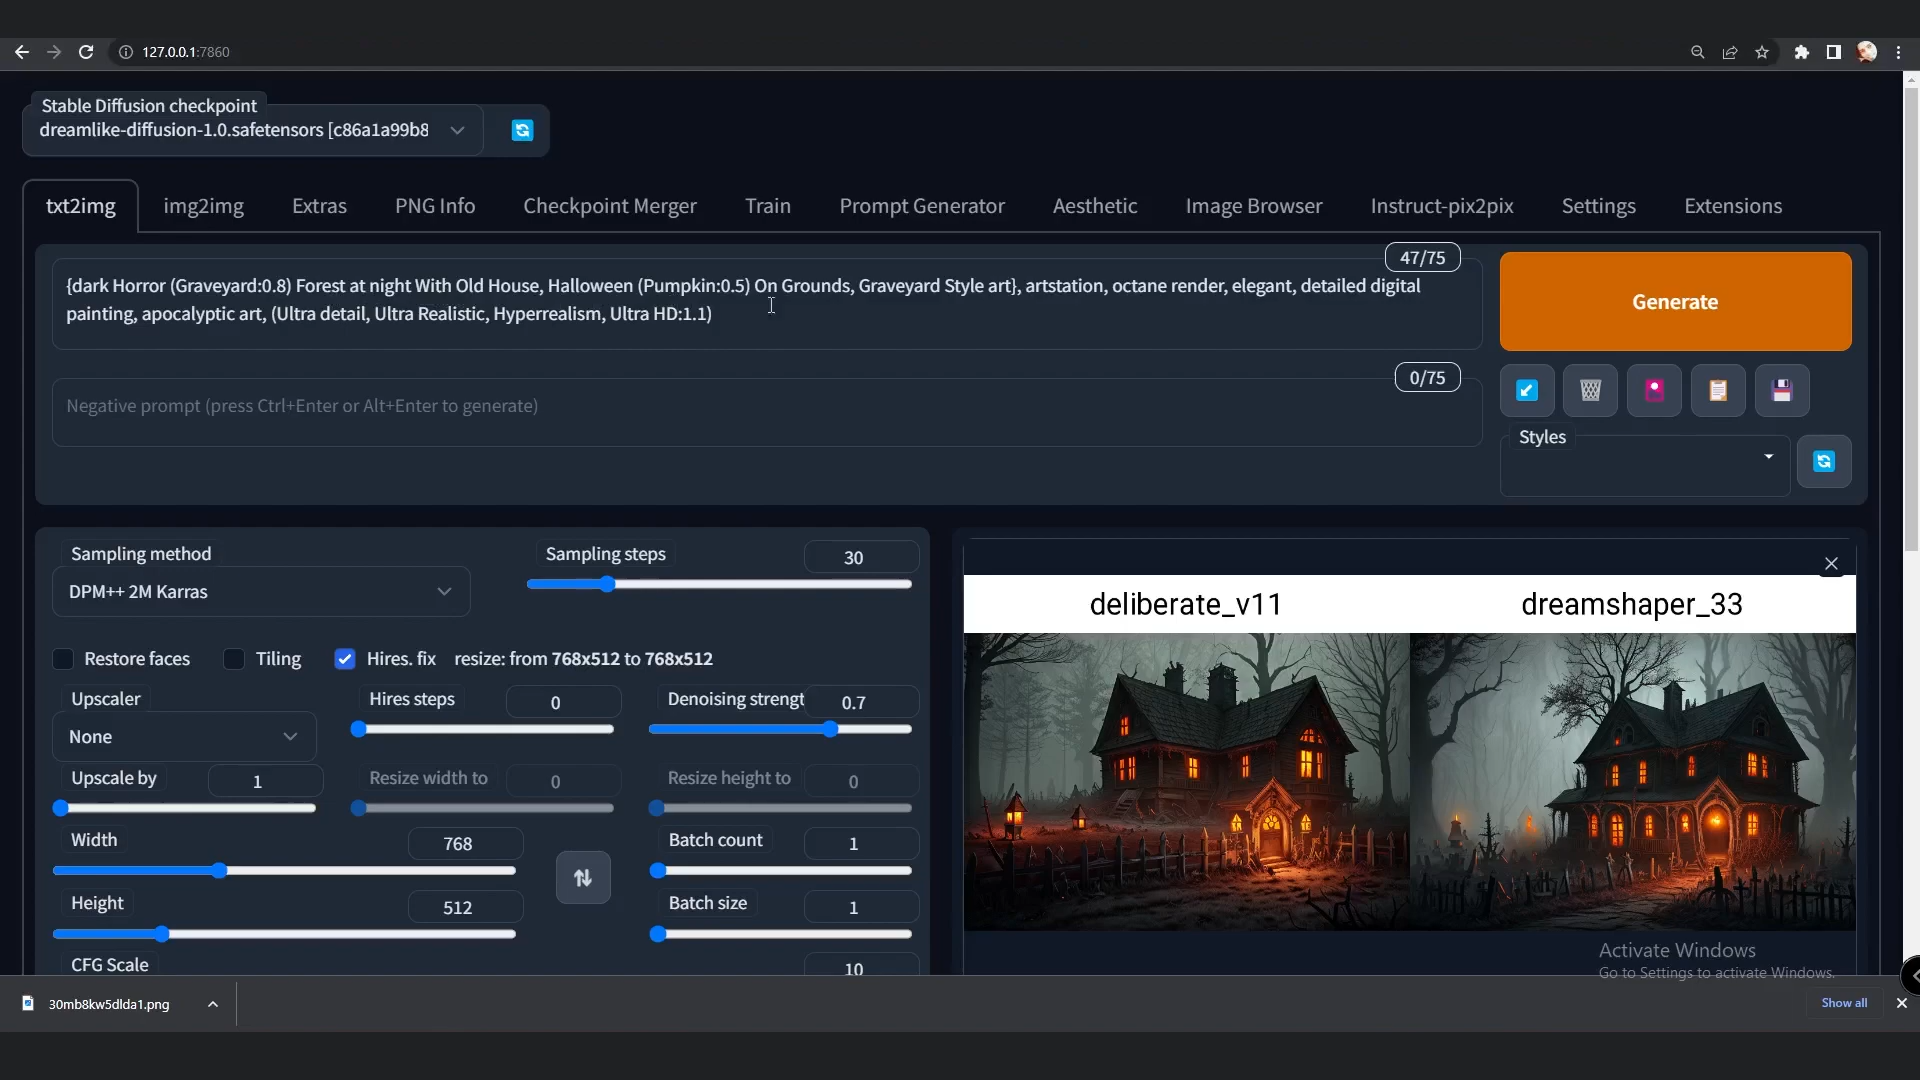 127.0.0.1:7860
Stable Diffusion checkpoint
dreamlike-diffusion-1.0.safetensors [c86a1a99b8
txt2img img2img Extras PNG Info Checkpoint Merger Train Prompt Generator Aesthetic Image Browser Instruct-pix2pix Settings Extensions
47/75
{dark Horror (Graveyard:0.8) Forest at night With Old House, Halloween (Pumpkin:0.5) On Grounds, Graveyard Style art}, artstation, octane render, elegant, detailed digital
painting, apocalyptic art, (Ultra detail, Ultra Realistic, Hyperrealism, Ultra HD:1.1)
Generate
0/75
Negative prompt (press Ctrl+Enter or Alt+Enter to generate)
Styles
Sampling method
DPM++ 2M Karras
Sampling steps 30
Restore faces Tiling Hires. fix resize: from 768x512 to 768x512
Upscaler
None
Hires steps 0
Denoising strengt 0.7
Upscale by 1
Resize width to 0
Resize height to 0
Width 768
Batch count 1
Height 512
Batch size 1
CFG Scale 10
deliberate_v11 dreamshaper_33
Activate Windows
Go to Settings to activate Windows.
30mb8kw5dlda1.png
Show all